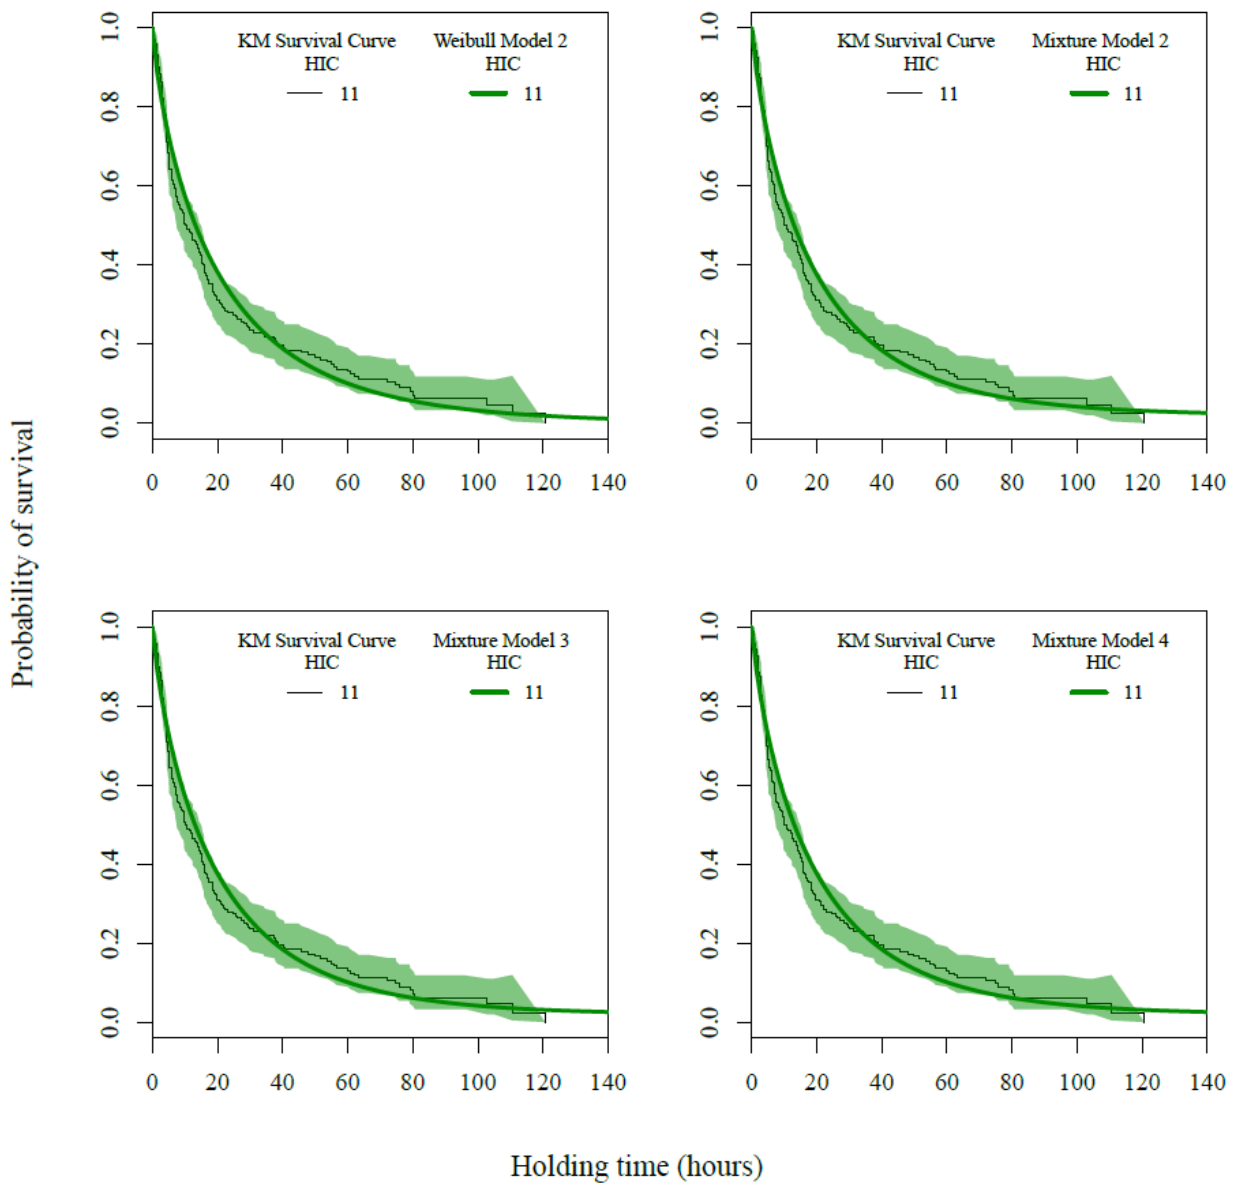 KM Survival Curve Weibull Model 2
HIC HIC
11 11
1.0
0.8
0.6
0.4
0.2
0.0
0 20 40 60 80 100 120 140
KM Survival Curve Mixture Model 2
HIC HIC
11 11
1.0
0.8
0.6
0.4
0.2
0.0
0 20 40 60 80 100 120 140
Probability of survival
KM Survival Curve Mixture Model 3
HIC HIC
11 11
1.0
0.8
0.6
0.4
0.2
0.0
0 20 40 60 80 100 120 140
KM Survival Curve Mixture Model 4
HIC HIC
11 11
1.0
0.8
0.6
0.4
0.2
0.0
0 20 40 60 80 100 120 140
Holding time (hours)